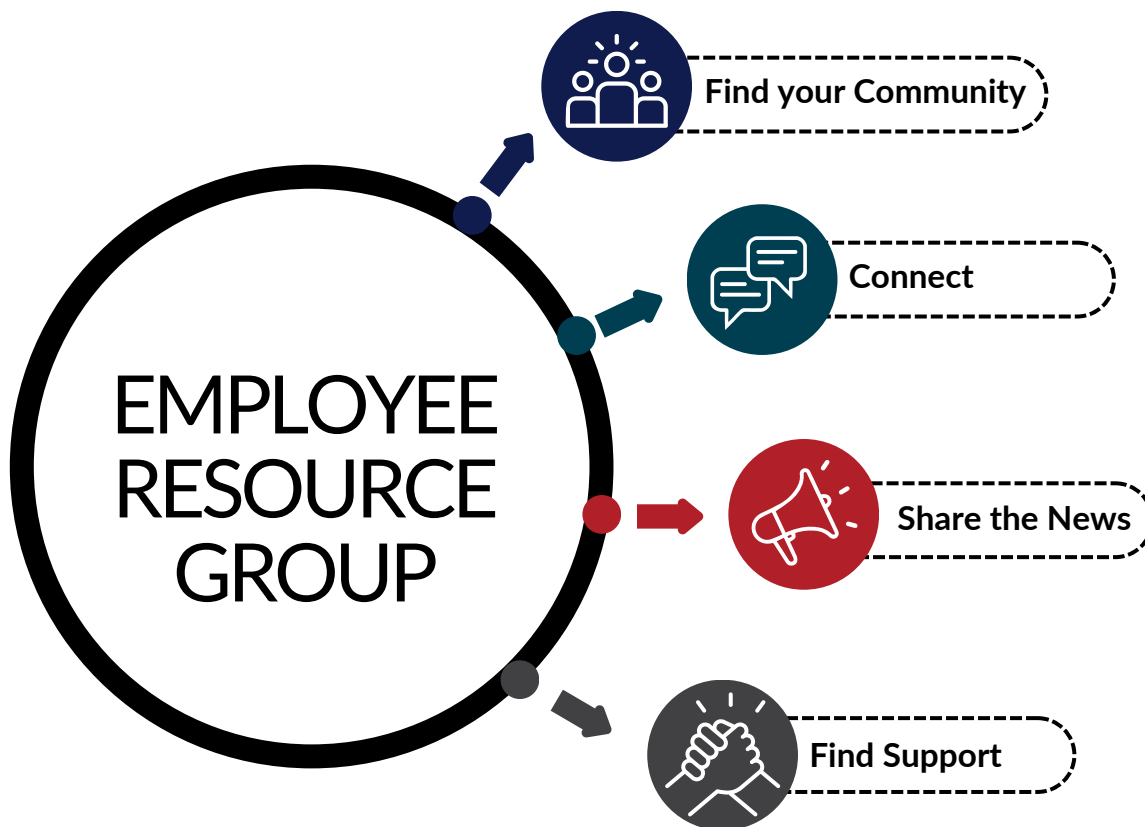 EMPLOYEE
RESOURCE
GROUP
Find your Community
Connect
Share the News
Find Support